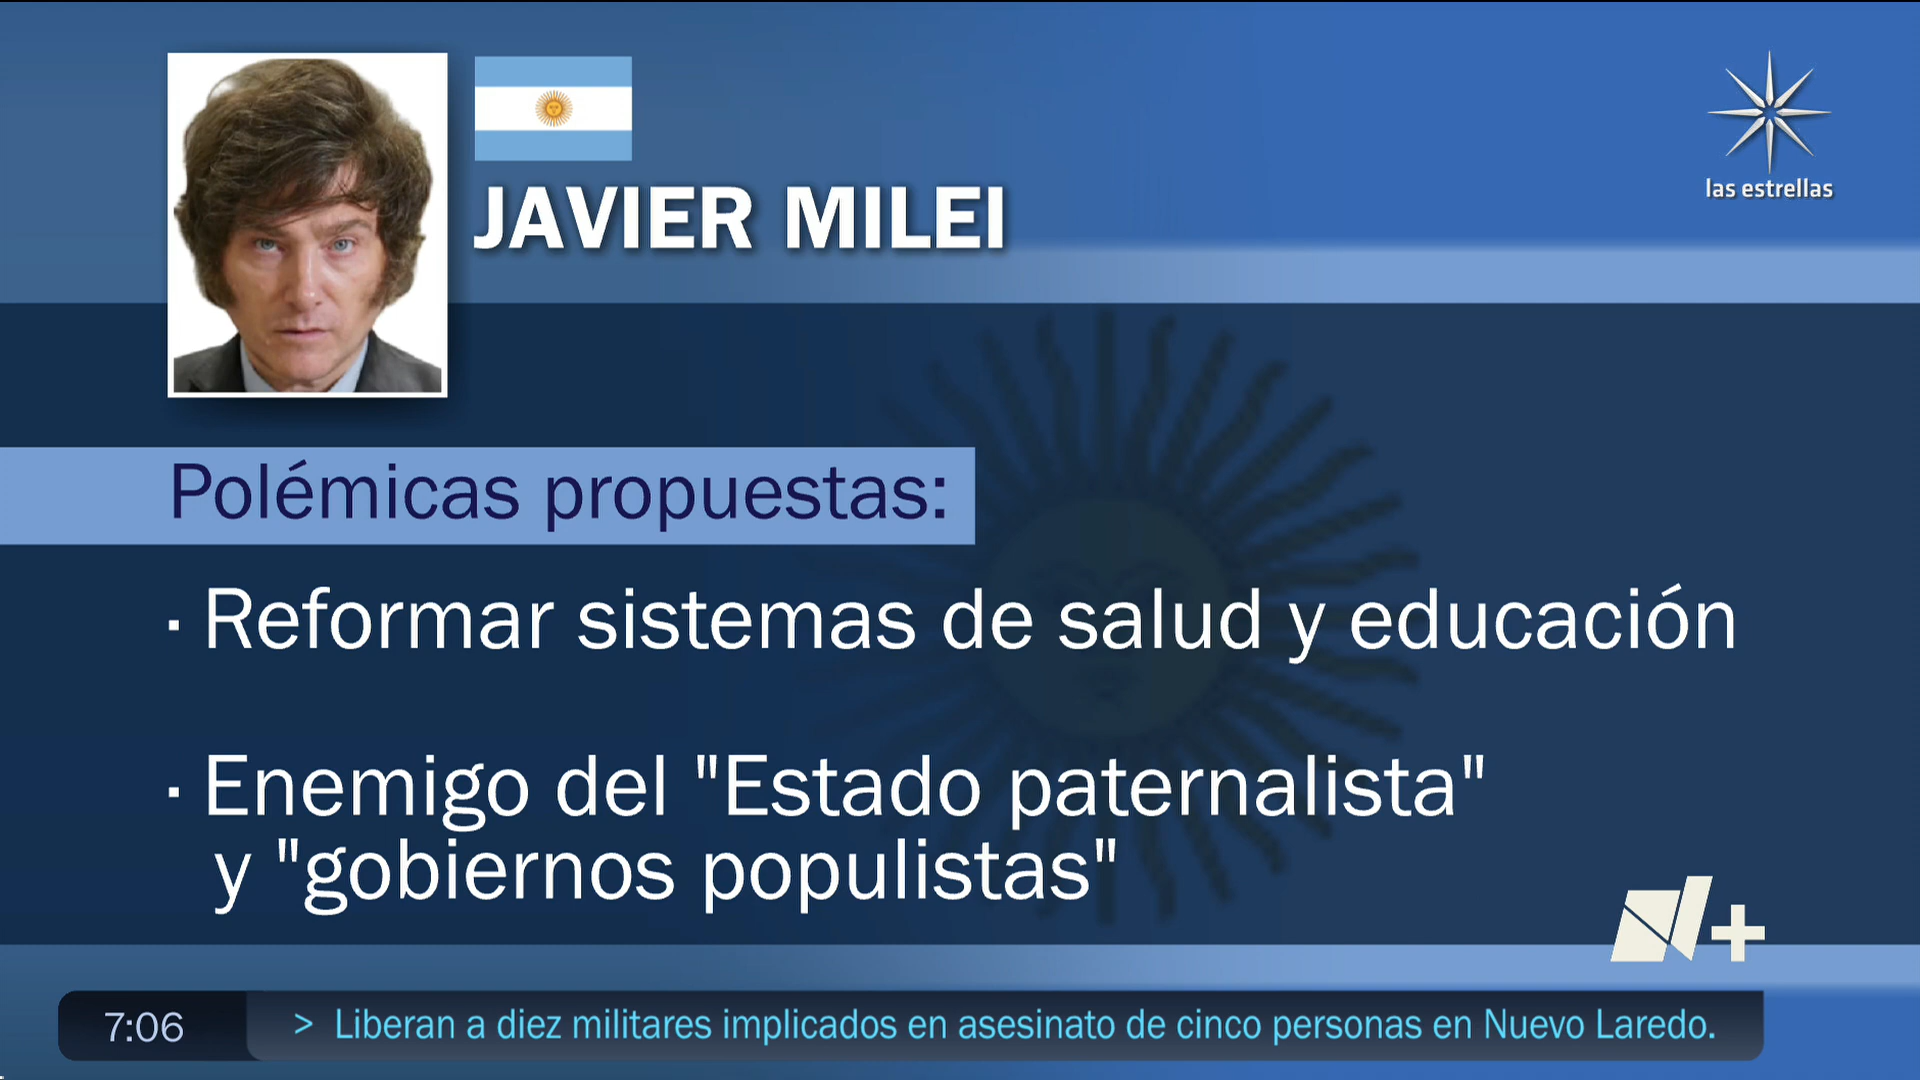 las estrellas
JAVIER MILEI
Polémicas propuestas:
· Reformar sistemas de salud y educación
· Enemigo del "Estado paternalista"
y "gobiernos populistas"
N+
7:06
> Liberan a diez militares implicados en asesinato de cinco personas en Nuevo Laredo.